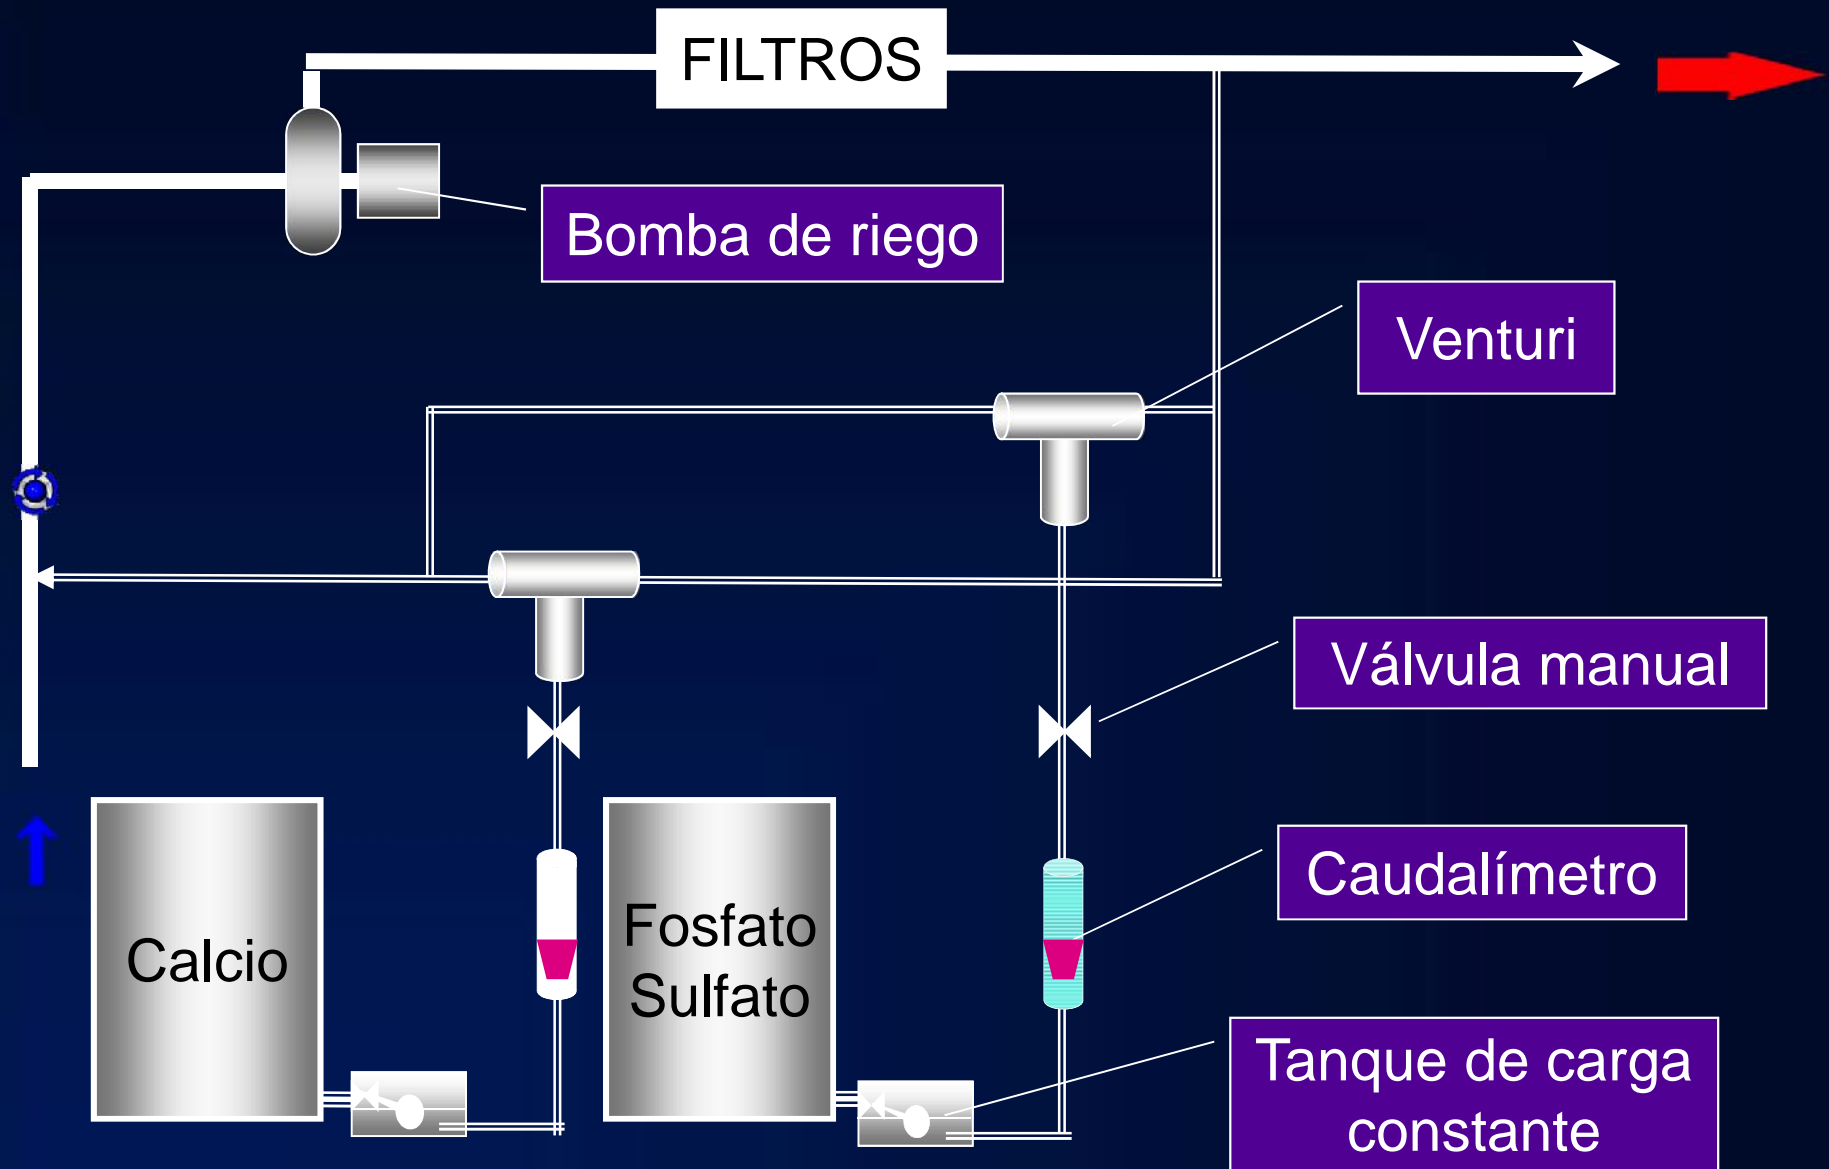 FILTROS
Bomba de riego
Venturi
Válvula manual
Caudalímetro
Calcio
Fosfato
Sulfato
Tanque de carga
constante